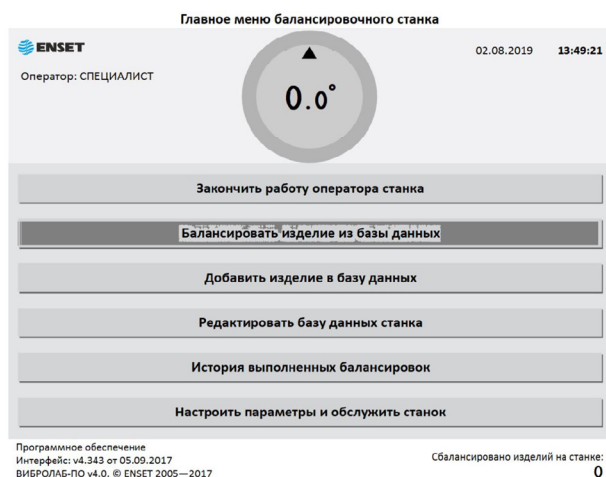 Главное меню балансировочного станка
ENSET
02.08.2019 13:49:21
Оператор: СПЕЦИАЛИСТ
0.0°
Закончить работу оператора станка
Балансировать изделие из базы данных
Добавить изделие в базу данных
Редактировать базу данных станка
История выполненных балансировок
Настроить параметры и обслужить станок
Программное обеспечение
Интерфейс: v4.343 от 05.09.2017
ВИБРОЛАБ-ПО v4.0. © ENSET 2005—2017
Сбалансировано изделий на станке:
0